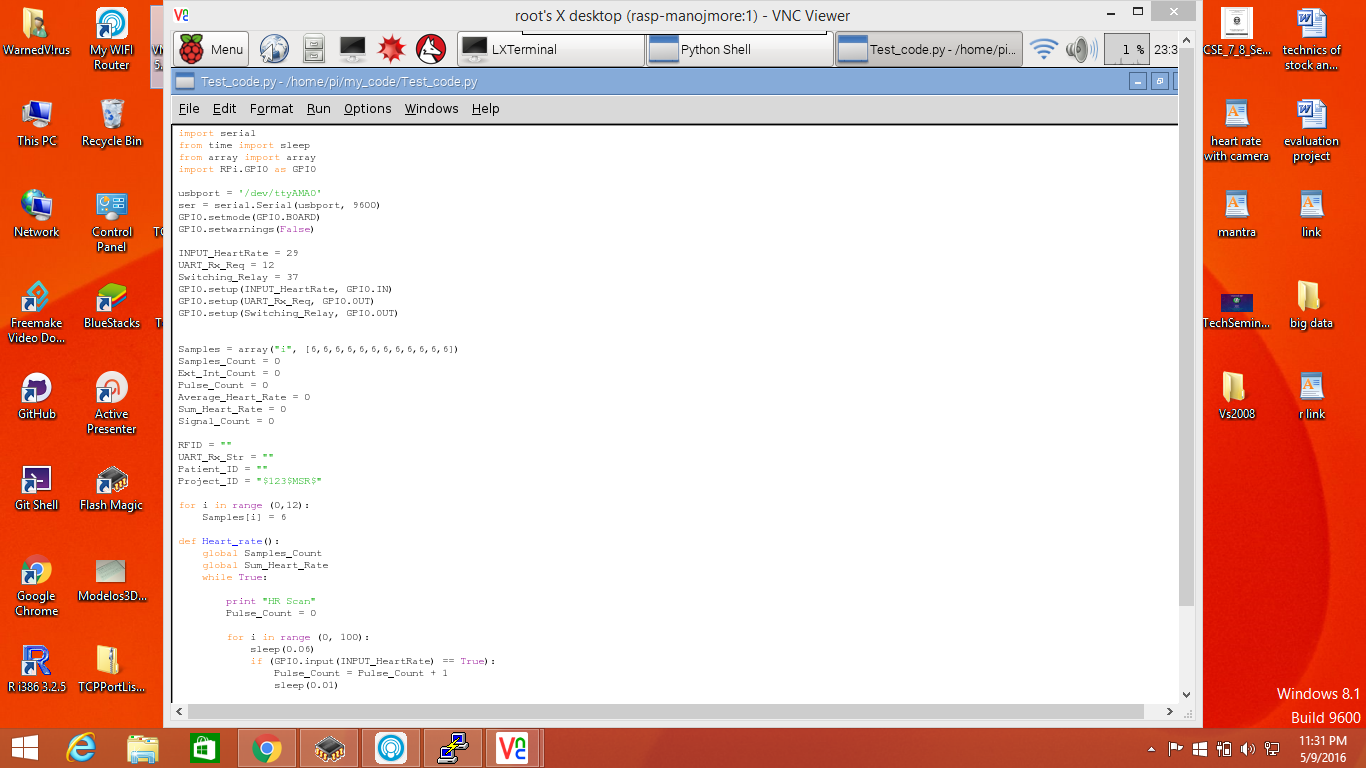 root's X desktop (rasp-manojmore:1) - VNC Viewer
Menu
LXTerminal
Python Shell
Test_code.py - /home/pi...
1 %
Test_code.py - /home/pi/my_code/Test_code.py
File Edit Format Run Options Windows Help
import serial
from time import sleep
from array import array
import RPi.GPIO as GPIO
usbport = '/dev/ttyAMA0'
ser = serial.Serial(usbport, 9600)
GPIO.setmode(GPIO.BOARD)
GPIO.setwarnings(False)
INPUT_HeartRate = 29
UART_Rx_Req = 12
Switching_Relay = 37
GPIO.setup(INPUT_HeartRate, GPIO.IN)
GPIO.setup(UART_Rx_Req, GPIO.OUT)
GPIO.setup(Switching_Relay, GPIO.OUT)
Samples = array("i", [6,6,6,6,6,6,6,6,6,6,6,6])
Samples_Count = 0
Ext_Int_Count = 0
Pulse_Count = 0
Average_Heart_Rate = 0
Sum_Heart_Rate = 0
Signal_Count = 0
RFID = ""
UART_Rx_Str = ""
Patient_ID = ""
Project_ID = "$123$MSR$"
for i in range (0,12):
Samples[i] = 6
def Heart_rate():
global Samples_Count
global Sum_Heart_Rate
while True:
print "HR Scan"
Pulse_Count = 0
for i in range (0, 100):
sleep(0.06)
if (GPIO.input(INPUT_HeartRate) == True):
Pulse_Count = Pulse_Count + 1
sleep(0.01)
WarnedV!rus
My WIFI
Router
This PC
Recycle Bin
Network
Control
Panel
Freemake
Video Do...
BlueStacks
GitHub
Active
Presenter
Git Shell
Flash Magic
Google
Chrome
Modelos3D...
R i386 3.2.5
TCPPortLis...
CSE_7_8_Se...
technics of
stock an...
heart rate
with camera
evaluation
project
mantra
link
TechSemin...
big data
Vs2008
r link
Windows 8.1
Build 9600
11:31 PM
5/9/2016